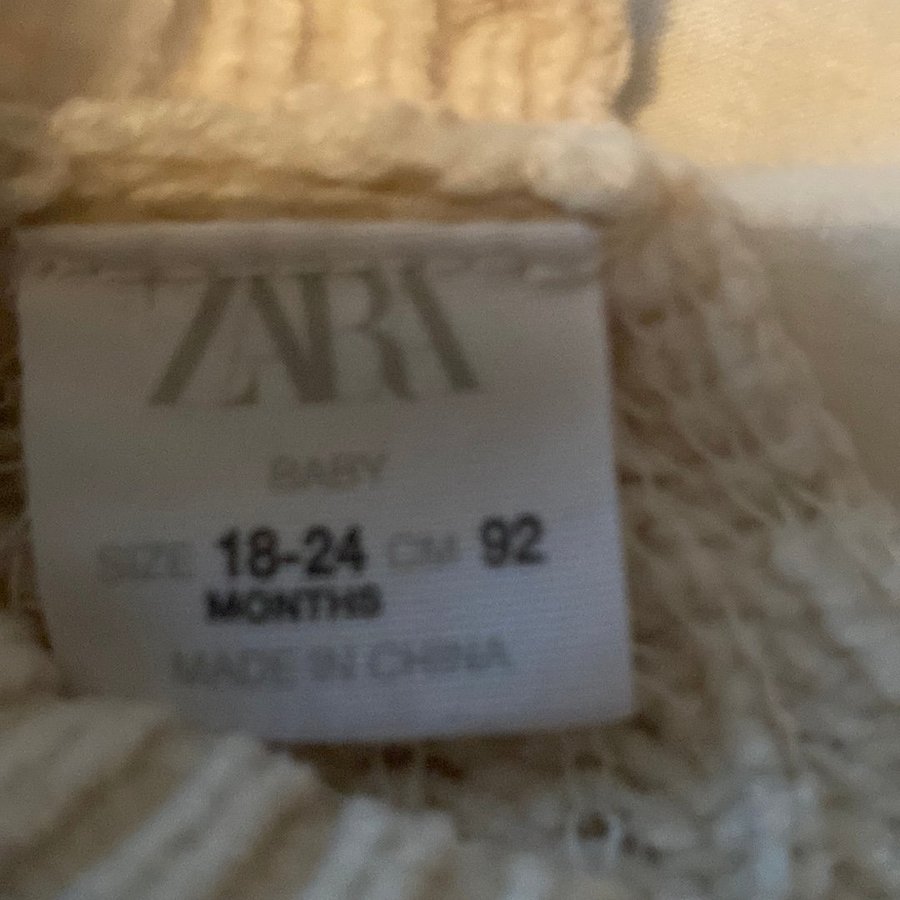 ZARA
BABY
SIZE 18-24 CM 92
MONTHS
MADE IN CHINA